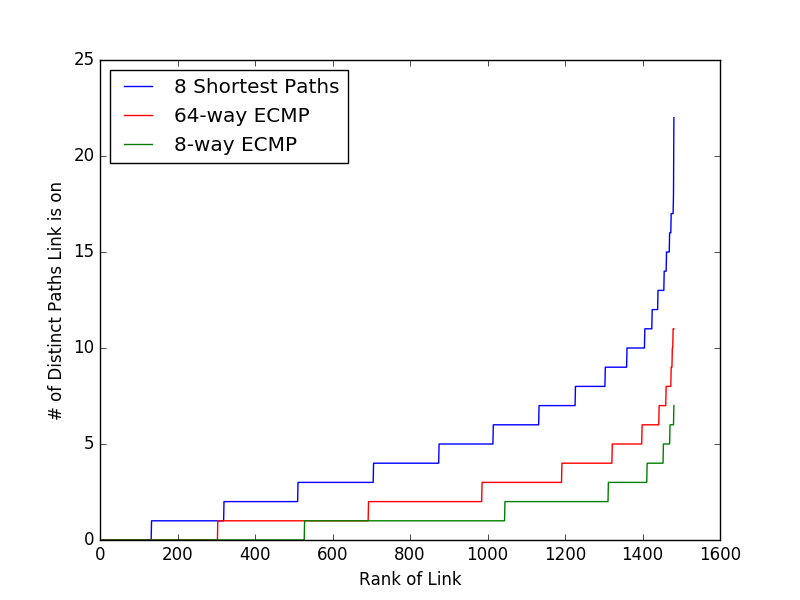 8 Shortest Paths
64-way ECMP
8-way ECMP
# of Distinct Paths Link is on
25
20
15
10
5
0
0 200 400 600 800 1000 1200 1400 1600
Rank of Link